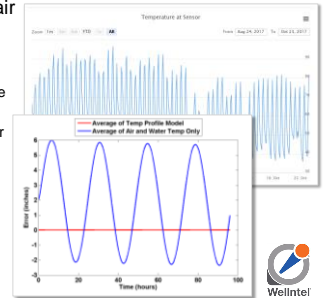 air
e
r
Temperature at Sensor
Zoom YTD All
From Aug 24, 2017 To Oct 23, 2017
Average of Temp Profile Model
Average of Air and Water Temp Only
Error (inches)
6
5
4
3
2
1
0
-1
-2
-3
0 20 40 60 80 100
Time (hours)
Wellntel